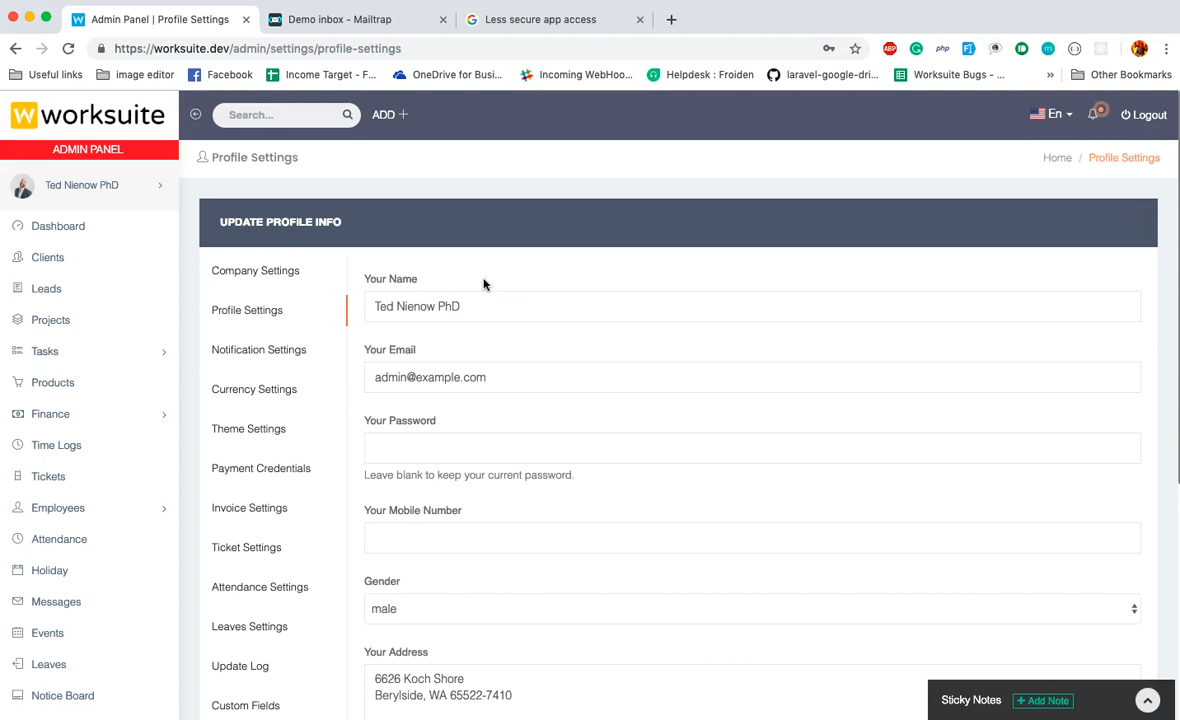 Admin Panel | Profile Settings
Demo inbox - Mailtrap
Less secure app access
https://worksuite.dev/admin/settings/profile-settings
ABP
php
Useful links
image editor
Facebook
Income Target - F...
OneDrive for Busi...
Incoming WebHoo...
Helpdesk : Froiden
laravel-google-dri...
Worksuite Bugs - ...
»
Other Bookmarks
worksuite
Search...
ADD +
En
Logout
ADMIN PANEL
Profile Settings
Home / Profile Settings
Ted Nienow PhD
Dashboard
Clients
Leads
Projects
Tasks
Products
Finance
Time Logs
Tickets
Employees
Attendance
Holiday
Messages
Events
Leaves
Notice Board
UPDATE PROFILE INFO
Company Settings
Profile Settings
Notification Settings
Currency Settings
Theme Settings
Payment Credentials
Invoice Settings
Ticket Settings
Attendance Settings
Leaves Settings
Update Log
Custom Fields
Your Name
Ted Nienow PhD
Your Email
admin@example.com
Your Password
Leave blank to keep your current password.
Your Mobile Number
Gender
male
Your Address
6626 Koch Shore
Berylside, WA 65522-7410
Sticky Notes
+ Add Note